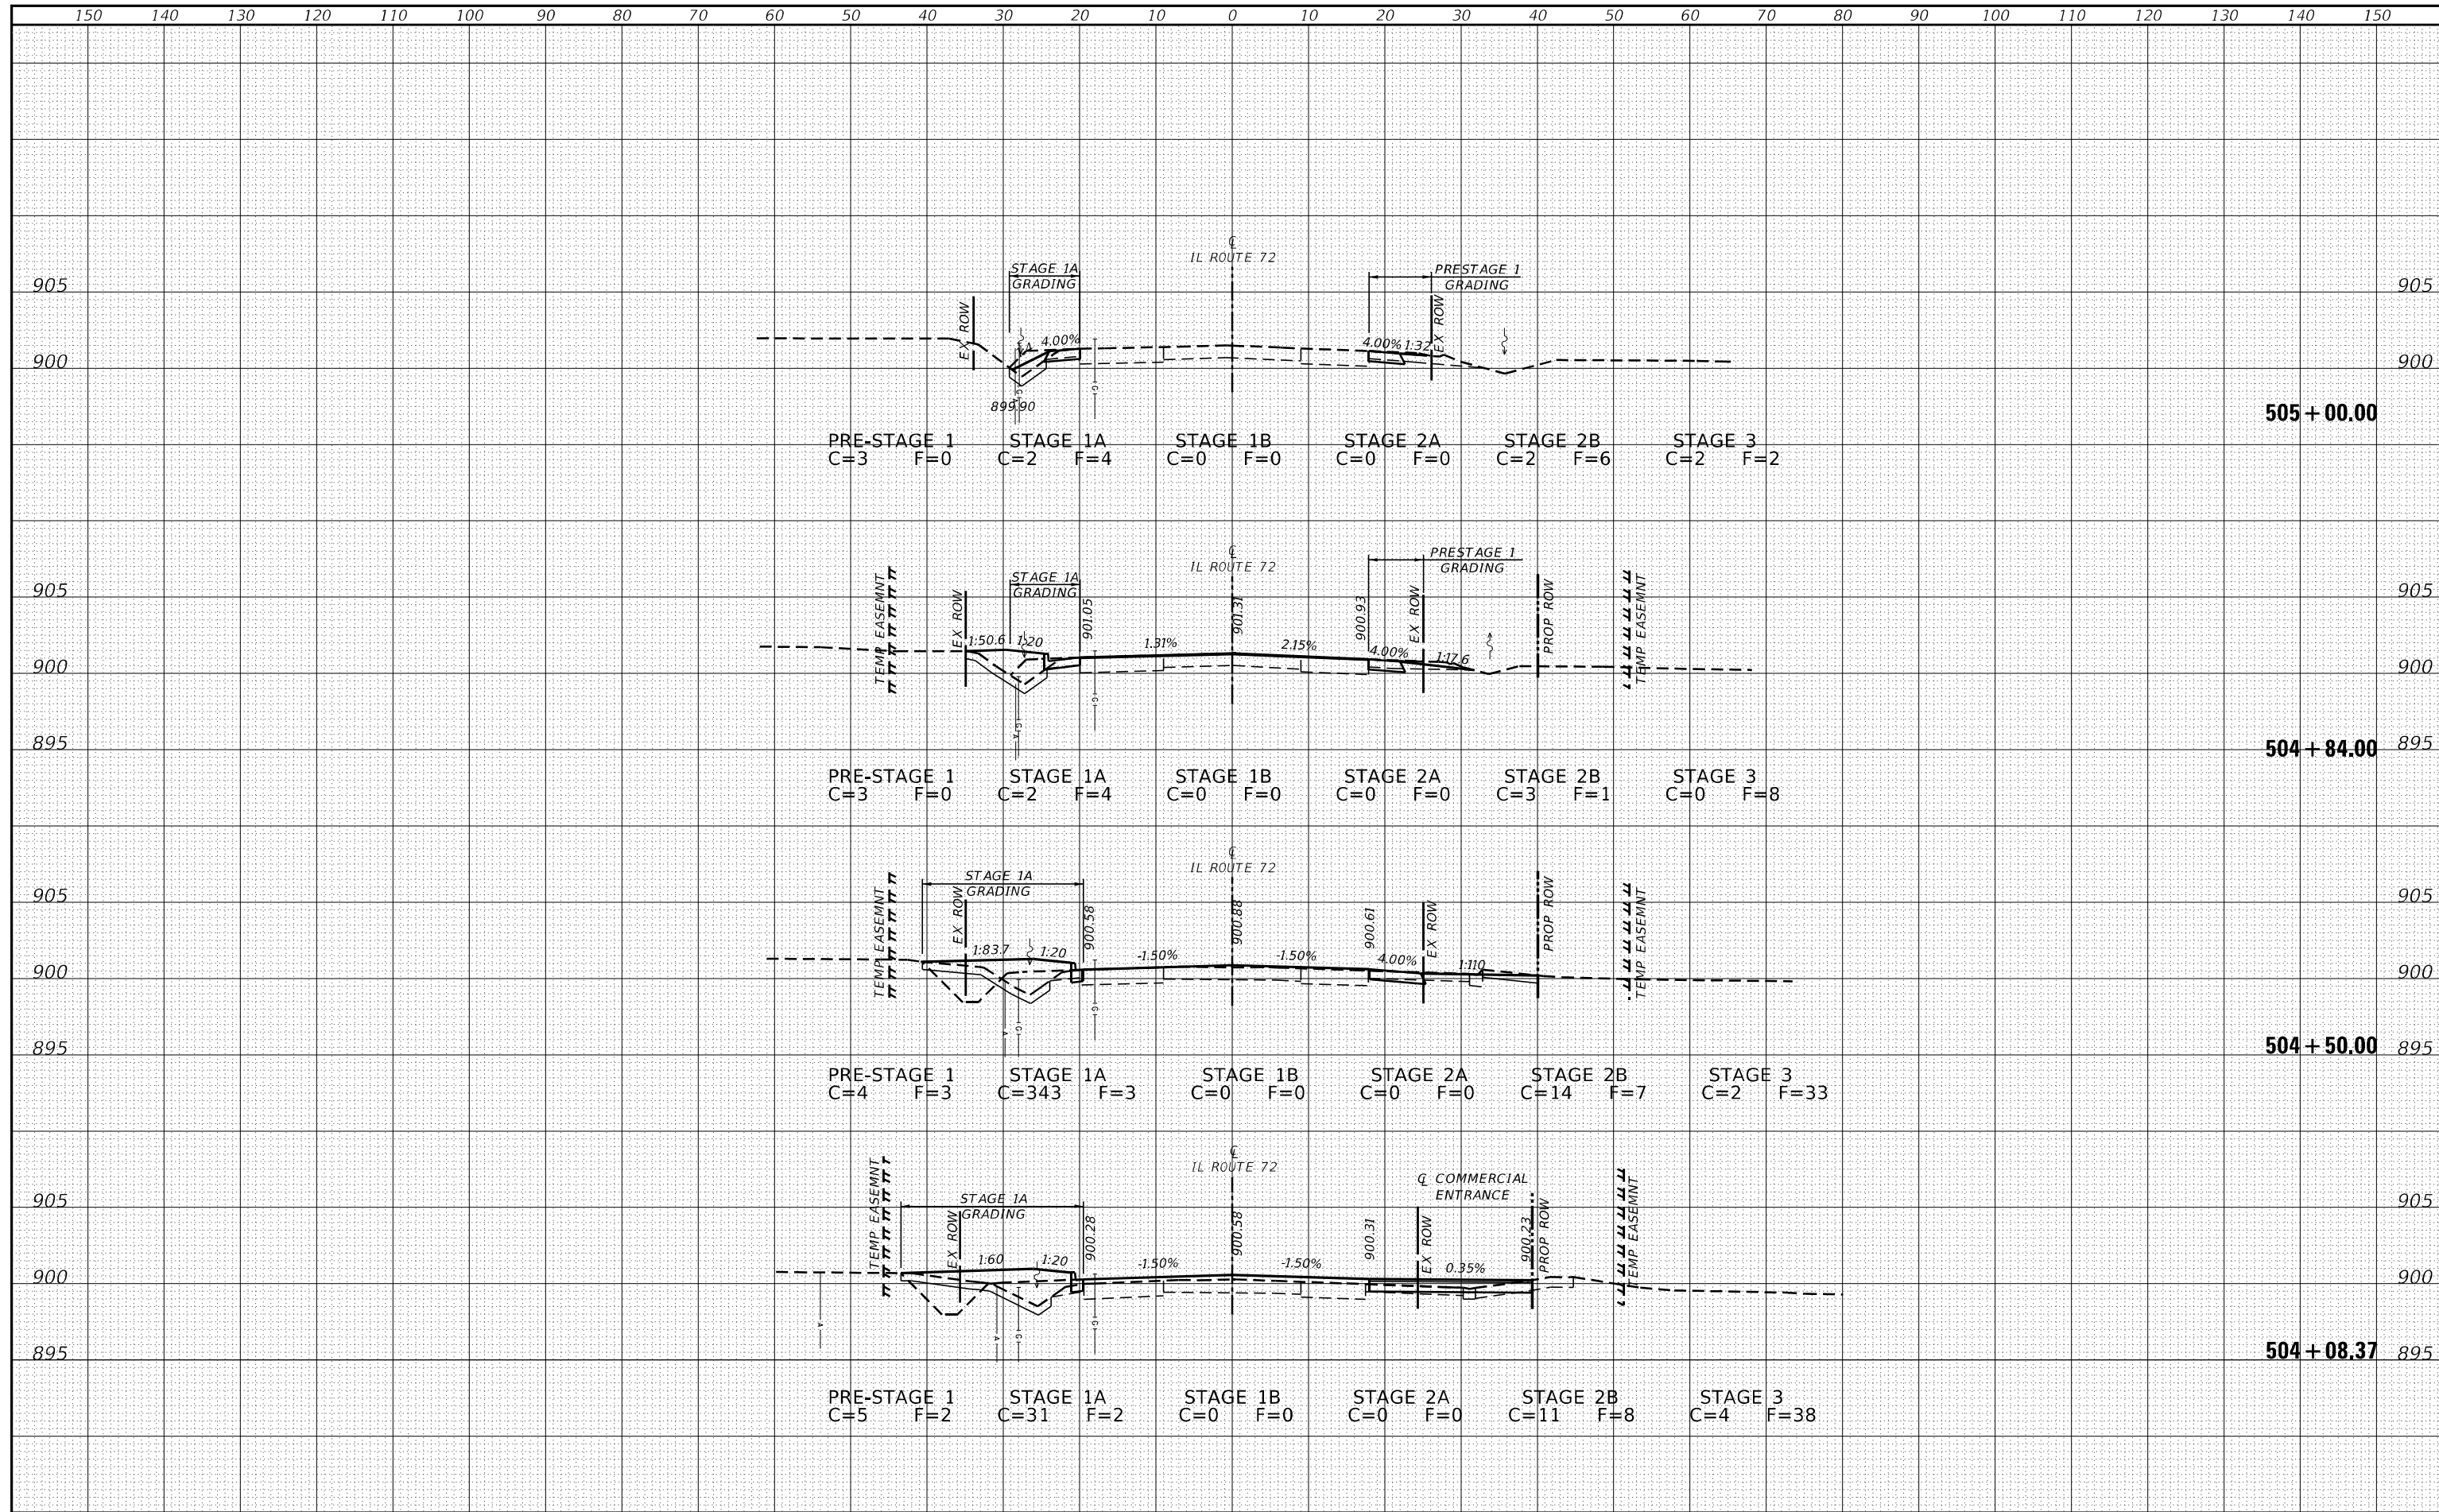 150 140 130 120 110 100 90 80 70 60 50 40 30 20 10 0 10 20 30 40 50 60 70 80 90 100 110 120 130 140 150
℄
IL ROUTE 72
STAGE 1A
GRADING
PRESTAGE 1
GRADING
905 905
EX ROW
EX ROW
4.00% 4.00% 1:32
900 900
899.90
505+00.00
PRE-STAGE 1 STAGE 1A STAGE 1B STAGE 2A STAGE 2B STAGE 3
C=3 F=0 C=2 F=4 C=0 F=0 C=0 F=0 C=2 F=6 C=2 F=2
℄
IL ROUTE 72
PRESTAGE 1
GRADING
STAGE 1A
GRADING
905 905
TEMP EASEMNT
EX ROW
901.05
901.31
900.93
EX ROW
PROP ROW
TEMP EASEMNT
1:50.6 1:20 1.31% 2.15% 4.00% 1:17.6
900 900
895 504+84.00 895
PRE-STAGE 1 STAGE 1A STAGE 1B STAGE 2A STAGE 2B STAGE 3
C=3 F=0 C=2 F=4 C=0 F=0 C=0 F=0 C=3 F=1 C=0 F=8
℄
IL ROUTE 72
STAGE 1A
GRADING
905 905
TEMP EASEMNT
EX ROW
900.58
900.88
900.61
EX ROW
PROP ROW
TEMP EASEMNT
1:83.7 1:20 -1.50% -1.50% 4.00% 1:110
900 900
895 504+50.00 895
PRE-STAGE 1 STAGE 1A STAGE 1B STAGE 2A STAGE 2B STAGE 3
C=4 F=3 C=343 F=3 C=0 F=0 C=0 F=0 C=14 F=7 C=2 F=33
℄
IL ROUTE 72
℄ COMMERCIAL
ENTRANCE
STAGE 1A
GRADING
905 905
TEMP EASEMNT
EX ROW
900.28
900.58
900.31
EX ROW
900.23
PROP ROW
TEMP EASEMNT
1:60 1:20 -1.50% -1.50% 0.35%
900 900
895 504+08.37 895
PRE-STAGE 1 STAGE 1A STAGE 1B STAGE 2A STAGE 2B STAGE 3
C=5 F=2 C=31 F=2 C=0 F=0 C=0 F=0 C=11 F=8 C=4 F=38